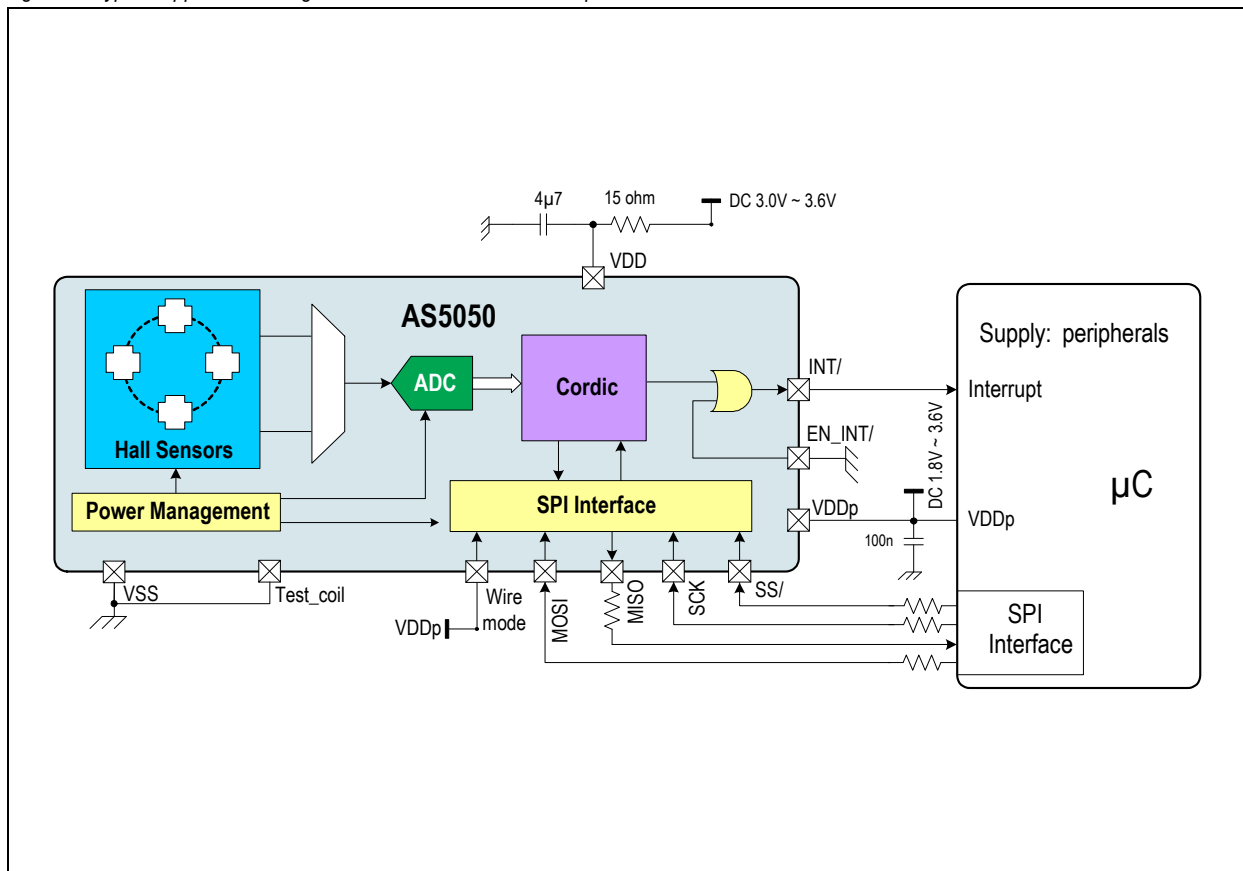 4µ7
15 ohm
DC 3.0V ~ 3.6V
VDD
AS5050
Supply: peripherals
INT/
Interrupt
ADC
Cordic
Hall Sensors
EN_INT/
DC 1.8V ~ 3.6V
µC
Power Management
SPI Interface
VDDp
VDDp
100n
VSS
Test_coil
Wire
mode
MOSI
MISO
SCK
SS/
VDDp
SPI
Interface